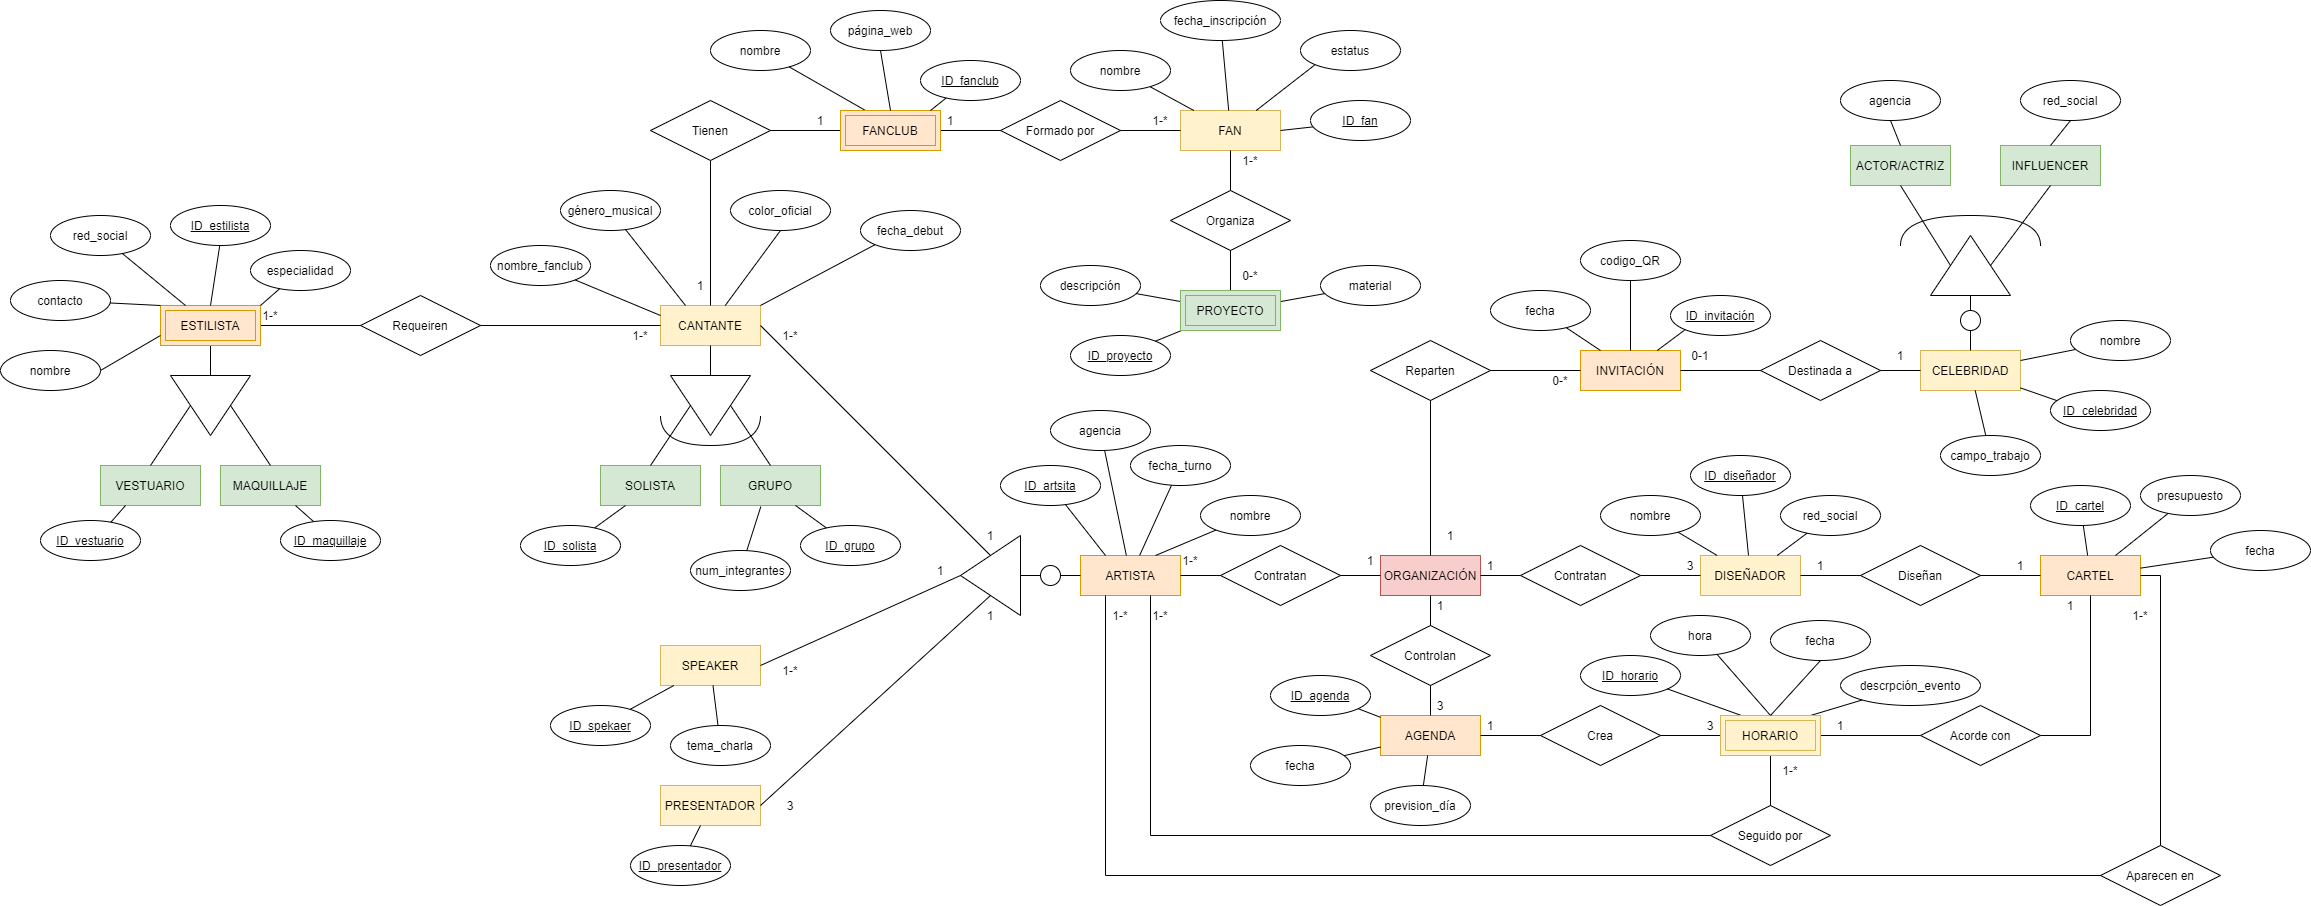 fecha_inscripción
página_web
nombre
estatus
nombre
ID_fanclub
agencia
red_social
ID_fan
Tienen
1
FANCLUB
1
Formado por
1-*
FAN
1-*
ACTOR/ACTRIZ
INFLUENCER
género_musical
color_oficial
Organiza
red_social
ID_estilista
fecha_debut
especialidad
nombre_fanclub
codigo_QR
0-*
contacto
descripción
material
1
fecha
ID_invitación
PROYECTO
1-*
ESTILISTA
Requeiren
1-*
CANTANTE
1-*
nombre
ID_proyecto
0-1
1
nombre
Reparten
0-*
INVITACIÓN
Destinada a
CELEBRIDAD
ID_celebridad
agencia
campo_trabajo
fecha_turno
VESTUARIO
MAQUILLAJE
SOLISTA
GRUPO
ID_artsita
ID_diseñador
presupuesto
ID_cartel
nombre
nombre
red_social
ID_vestuario
ID_maquillaje
ID_solista
ID_grupo
1
1
fecha
num_integrantes
1
ARTISTA
1-*
Contratan
1
ORGANIZACIÓN
1
Contratan
3
DISEÑADOR
1
Diseñan
1
CARTEL
1
1-*
1-*
1
1
1-*
hora
fecha
SPEAKER
1-*
Controlan
ID_horario
descrpción_evento
ID_agenda
ID_spekaer
tema_charla
3
AGENDA
1
Crea
3
HORARIO
1
Acorde con
fecha
1-*
PRESENTADOR
3
prevision_día
Seguido por
ID_presentador
Aparecen en